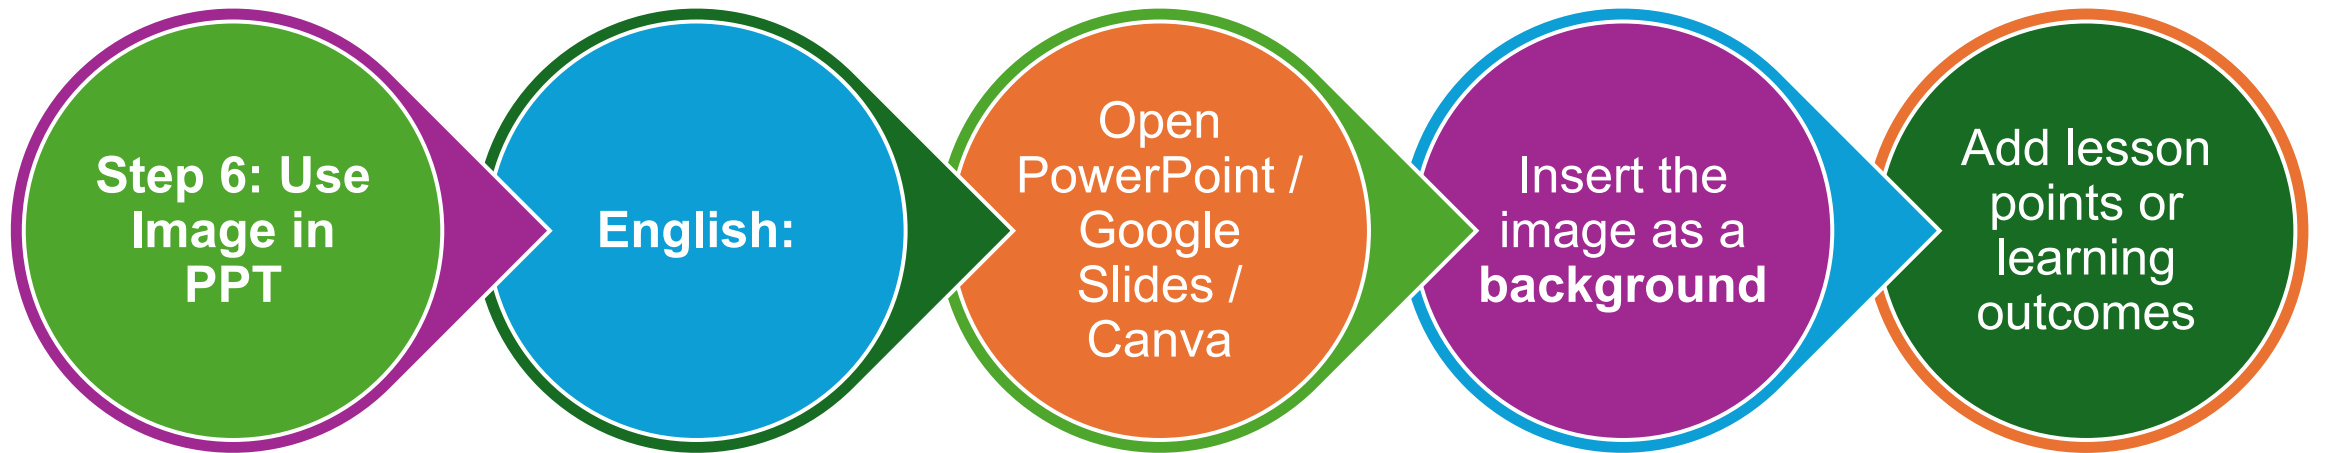 Step 6: Use
Image in
PPT
English:
Open
PowerPoint /
Google
Slides /
Canva
Insert the
image as a
background
Add lesson
points or
learning
outcomes